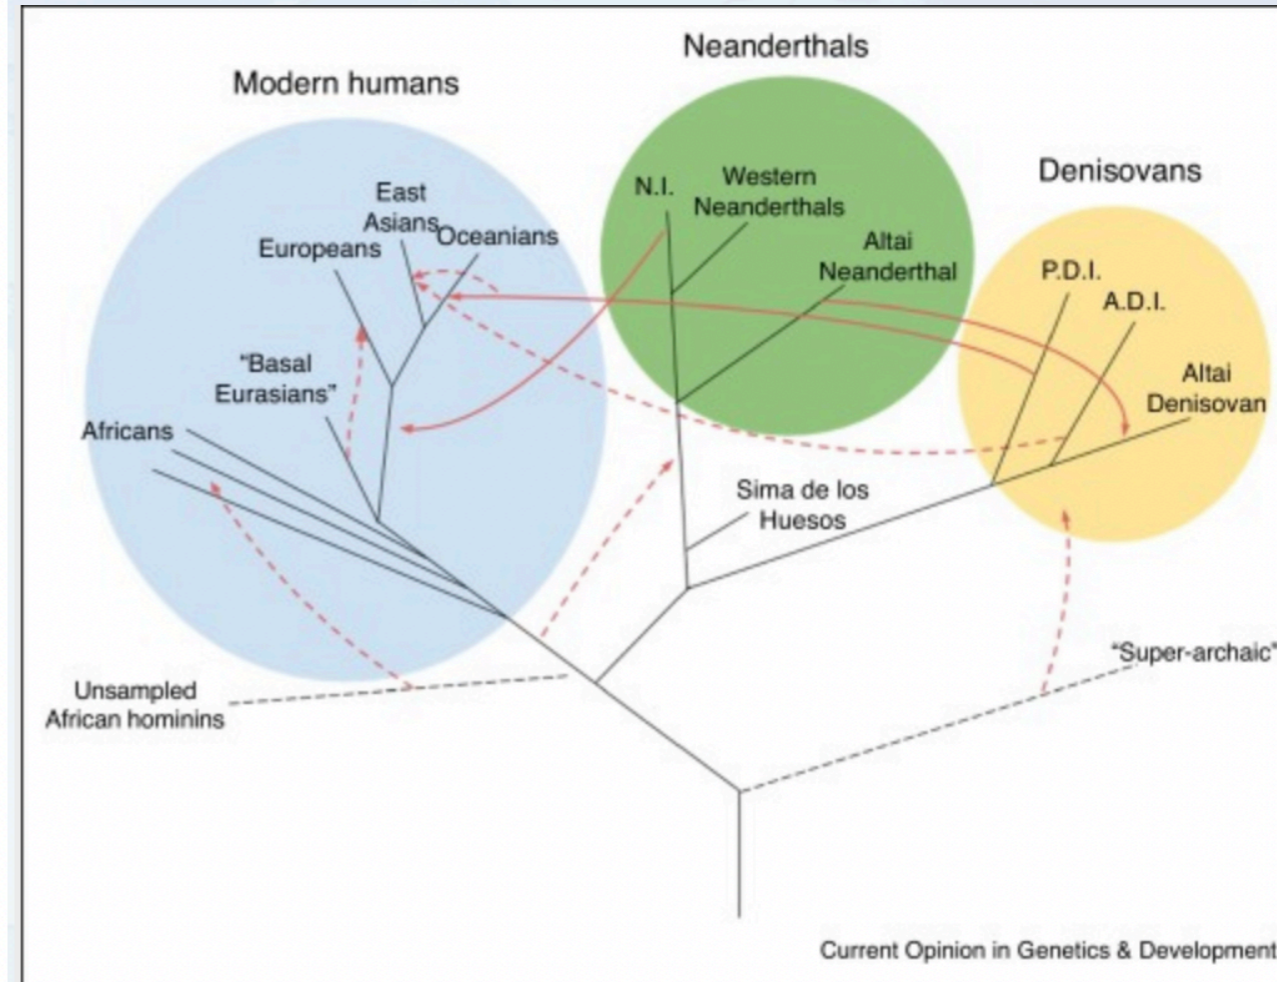 Neanderthals
Modern humans
Denisovans
East
Asians
Oceanians
Europeans
N.I.
Western
Neanderthals
Altai
Neanderthal
P.D.I.
A.D.I.
Altai
Denisovan
“Basal
Eurasians”
Africans
Sima de los
Huesos
“Super-archaic”
Unsampled
African hominins
Current Opinion in Genetics & Development